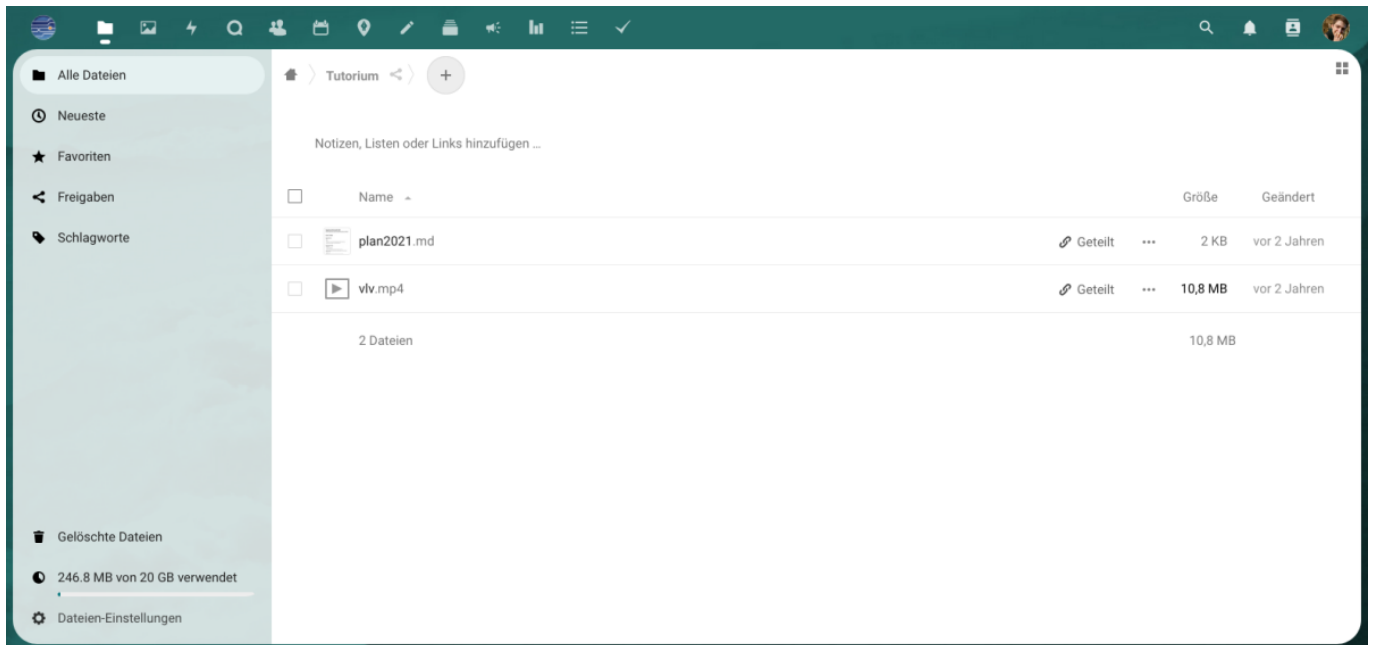 Alle Dateien
Neueste
Favoriten
Freigaben
Schlagworte
Gelöschte Dateien
246.8 MB von 20 GB verwendet
Dateien-Einstellungen
Tutorium
Notizen, Listen oder Links hinzufügen ...
Name Größe Geändert
plan2021.md Geteilt ... 2 KB vor 2 Jahren
vlv.mp4 Geteilt ... 10,8 MB vor 2 Jahren
2 Dateien 10,8 MB